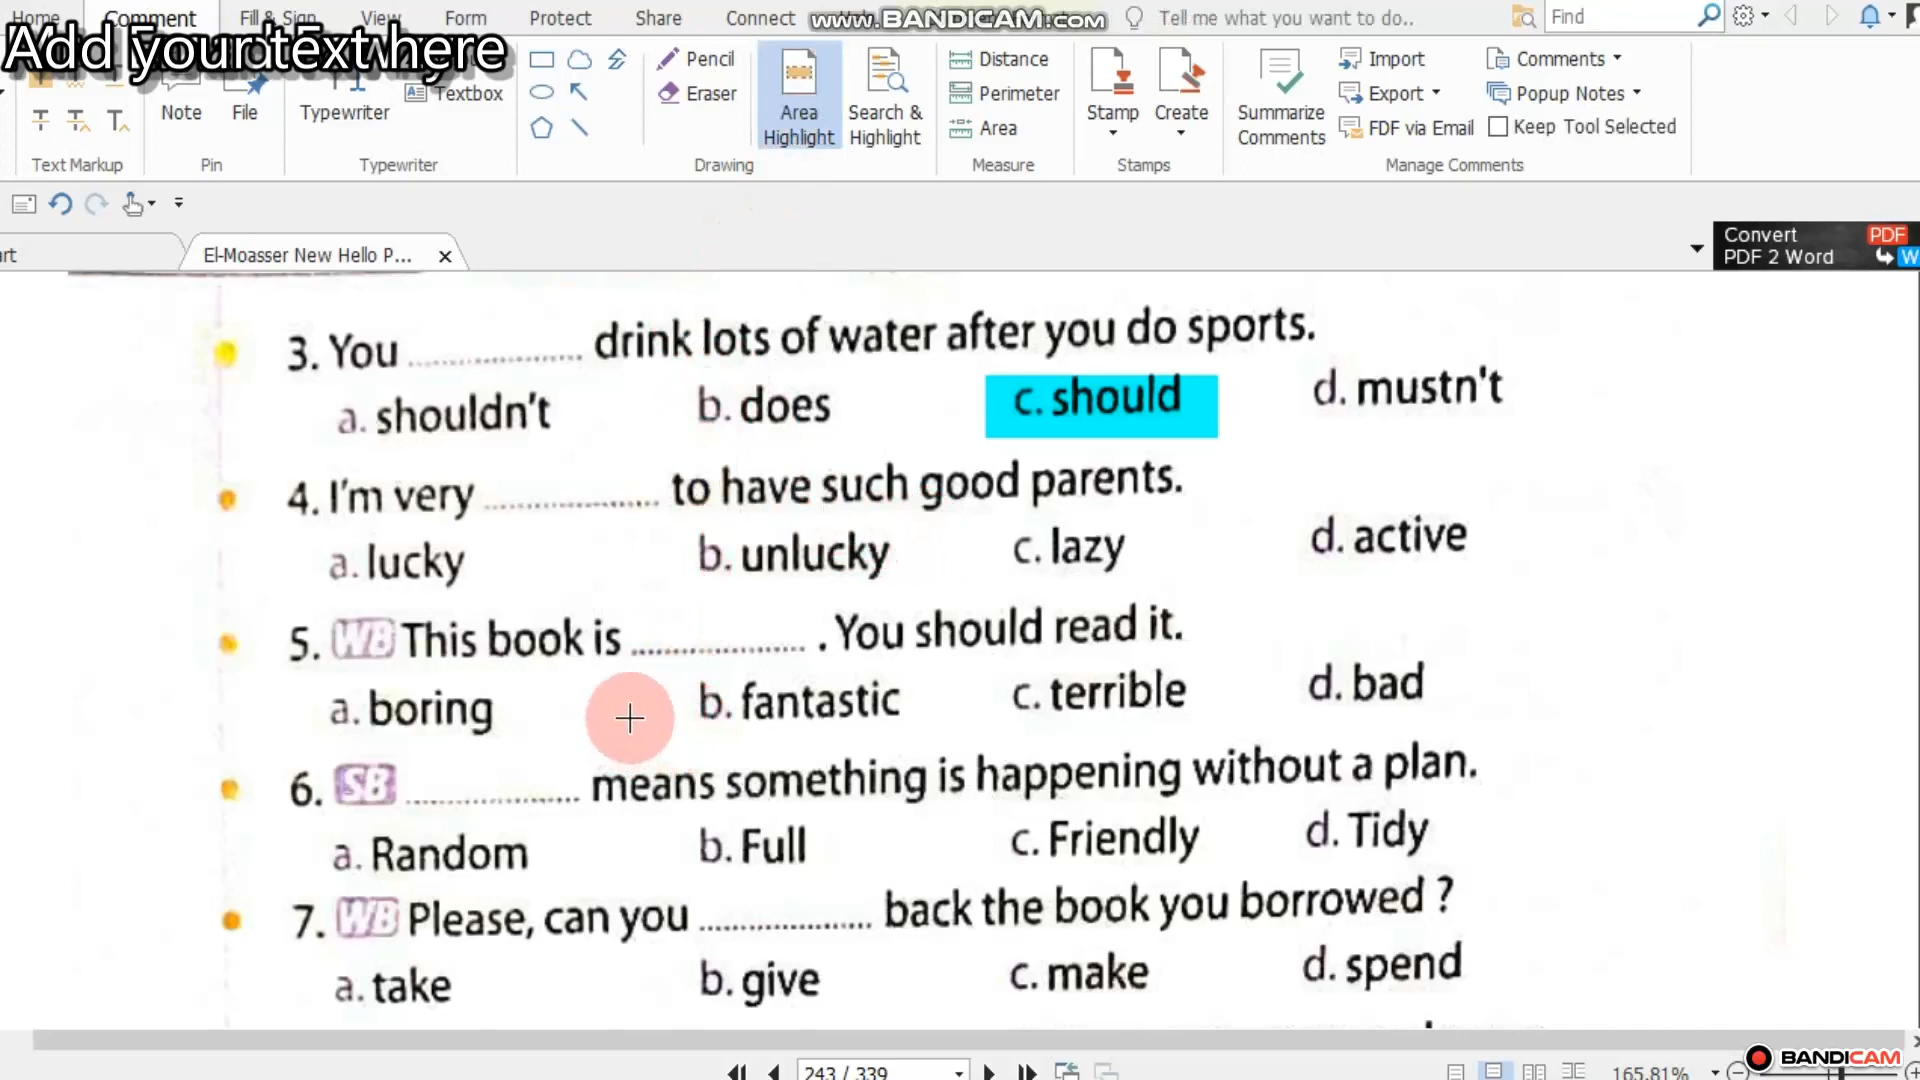 Home Comment Fill & Sign View Form Protect Share Connect www.BANDICAM.com Tell me what you want to do.. Find
Add your text here
Note File Typewriter Textbox
Pencil
Eraser
Area Highlight
Search & Highlight
Distance
Perimeter
Area
Stamp Create
Summarize Comments
Import
Export
FDF via Email
Comments
Popup Notes
Keep Tool Selected
Text Markup Pin Typewriter Drawing Measure Stamps Manage Comments
rt El-Moasser New Hello P...
Convert PDF
PDF 2 Word W
3. You .................. drink lots of water after you do sports.
a. shouldn't b. does c. should d. mustn't
4. I'm very .................. to have such good parents.
a. lucky b. unlucky c. lazy d. active
5. WB This book is .................. . You should read it.
a. boring b. fantastic c. terrible d. bad
6. SB .................. means something is happening without a plan.
a. Random b. Full c. Friendly d. Tidy
7. WB Please, can you .................. back the book you borrowed ?
a. take b. give c. make d. spend
243 / 339 165.81%
BANDICAM